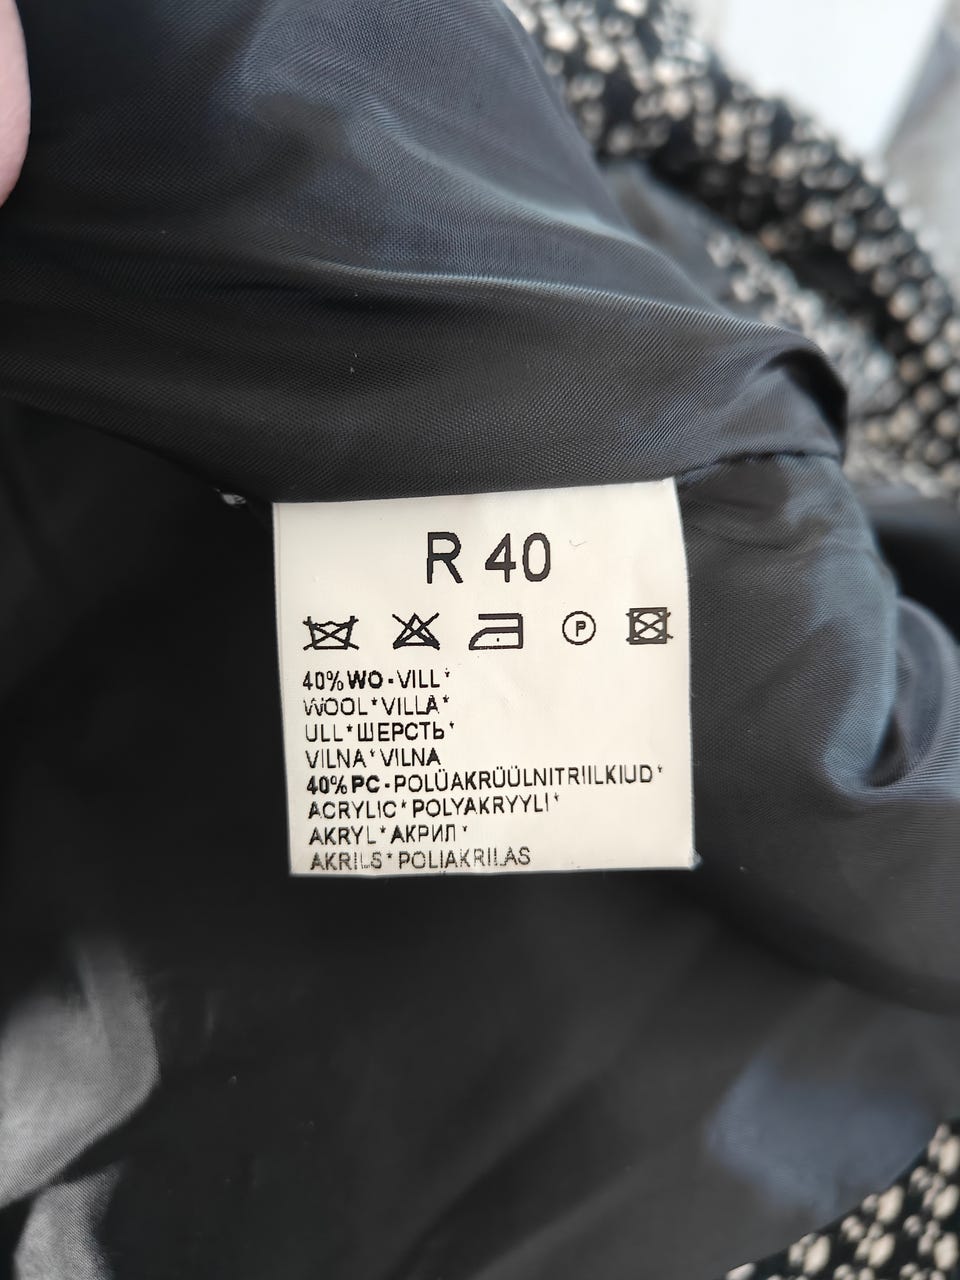 R 40
P
40% WO-VILL*
WOOL*VILLA*
ULL*ШЕРСТЬ*
VILNA*VILNA
40% PC-POLÜAKRÜÜLNITRIILKIUD*
ACRYLIC*POLYAKRYYLI*
AKRYL*АКРИЛ*
AKRILS*POLIAKRILAS